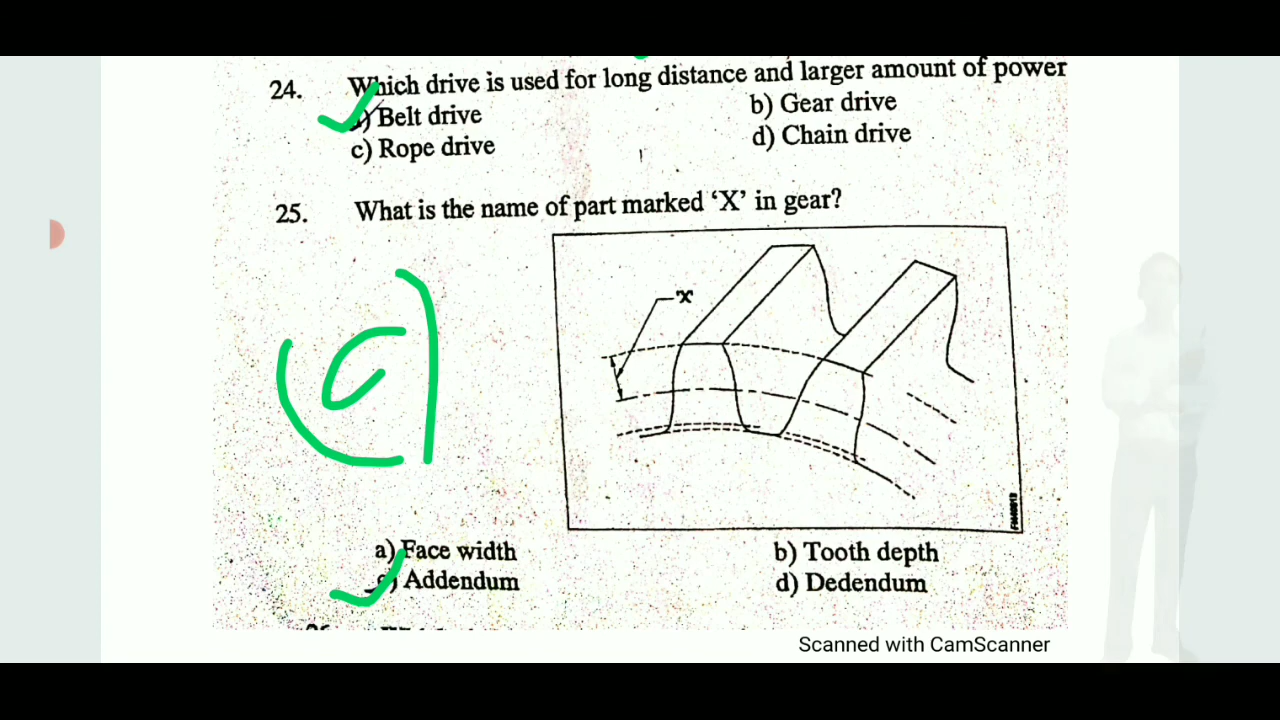 24. Which drive is used for long distance and larger amount of power
a) Belt drive b) Gear drive
c) Rope drive d) Chain drive
25. What is the name of part marked ‘X’ in gear?
'X'
C)
a) Face width b) Tooth depth
c) Addendum d) Dedendum
Scanned with CamScanner